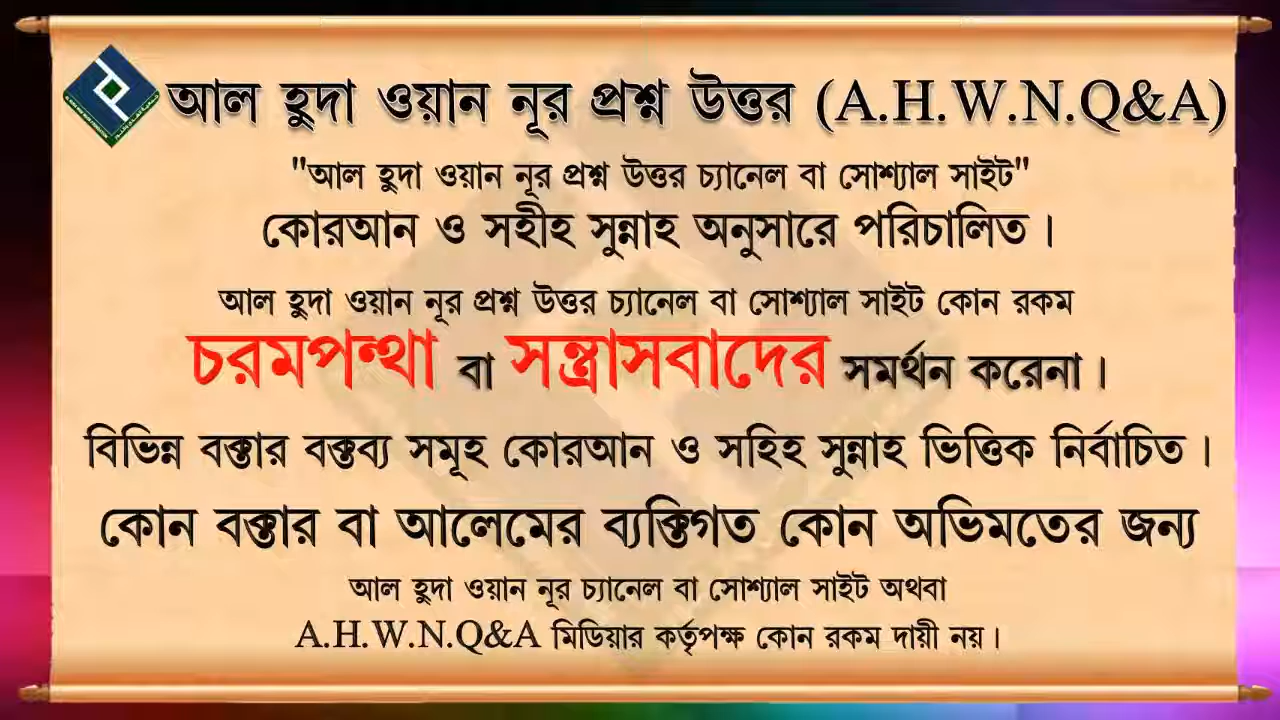 আল হুদা ওয়ান নূর প্রশ্ন উত্তর (A.H.W.N.Q&A)
"আল হুদা ওয়ান নূর প্রশ্ন উত্তর চ্যানেল বা সোশ্যাল সাইট"
কোরআন ও সহীহ সুন্নাহ অনুসারে পরিচালিত।
আল হুদা ওয়ান নূর প্রশ্ন উত্তর চ্যানেল বা সোশ্যাল সাইট কোন রকম
চরমপন্থা বা সন্ত্রাসবাদের সমর্থন করেনা।
বিভিন্ন বক্তার বক্তব্য সমূহ কোরআন ও সহিহ সুন্নাহ ভিত্তিক নির্বাচিত।
কোন বক্তার বা আলেমের ব্যক্তিগত কোন অভিমতের জন্য
আল হুদা ওয়ান নূর চ্যানেল বা সোশ্যাল সাইট অথবা
A.H.W.N.Q&A মিডিয়ার কর্তৃপক্ষ কোন রকম দায়ী নয়।